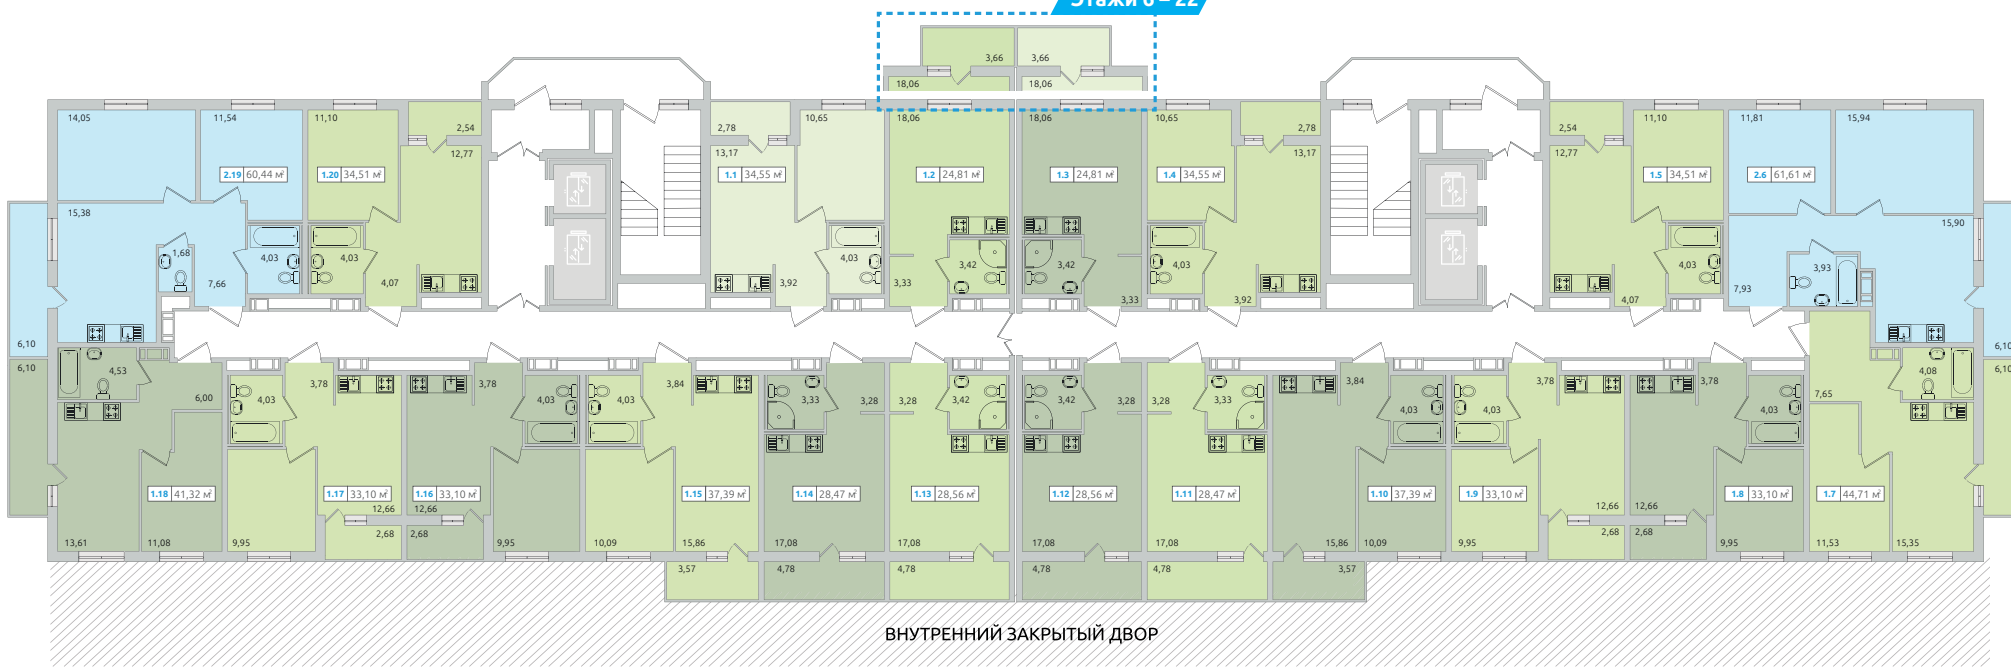 Этажи 6 – 22
3,66 3,66
18,06 18,06
14,05 11,54 11,10 2,54 12,77 2,78 13,17 10,65 18,06 18,06 10,65 2,78 13,17 2,54 12,77 11,10 11,81 15,94
2.19 60,44 м² 1.20 34,51 м² 1.1 34,55 м² 1.2 24,81 м² 1.3 24,81 м² 1.4 34,55 м² 1.5 34,51 м² 2.6 61,61 м²
15,38 15,90
1,68 4,03 4,03 4,03 3,42 3,42 4,03 4,03 3,93
7,66 4,07 3,92 3,33 3,33 3,92 4,07 7,93
6,10 6,10
6,10 4,53 6,00 4,03 3,78 3,78 4,03 4,03 3,84 3,33 3,28 3,28 3,42 3,42 3,28 3,28 3,33 3,84 4,03 4,03 3,78 3,78 4,03 7,65 4,08 6,10
1.18 41,32 м² 1.17 33,10 м² 1.16 33,10 м² 1.15 37,39 м² 1.14 28,47 м² 1.13 28,56 м² 1.12 28,56 м² 1.11 28,47 м² 1.10 37,39 м² 1.9 33,10 м² 1.8 33,10 м² 1.7 44,71 м²
12,66 12,66 12,66 12,66
13,61 11,08 9,95 2,68 2,68 9,95 10,09 15,86 17,08 17,08 17,08 17,08 15,86 10,09 9,95 2,68 2,68 9,95 11,53 15,35
3,57 4,78 4,78 4,78 4,78 3,57
ВНУТРЕННИЙ ЗАКРЫТЫЙ ДВОР